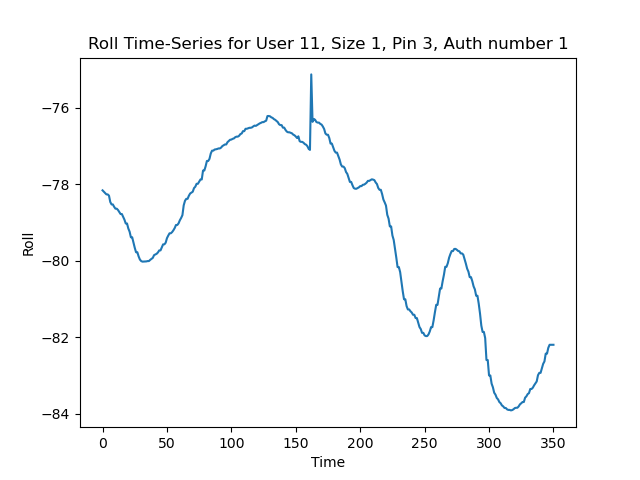 Roll Time-Series for User 11, Size 1, Pin 3, Auth number 1
−76
−78
−80
−82
−84
Roll
0 50 100 150 200 250 300 350
Time